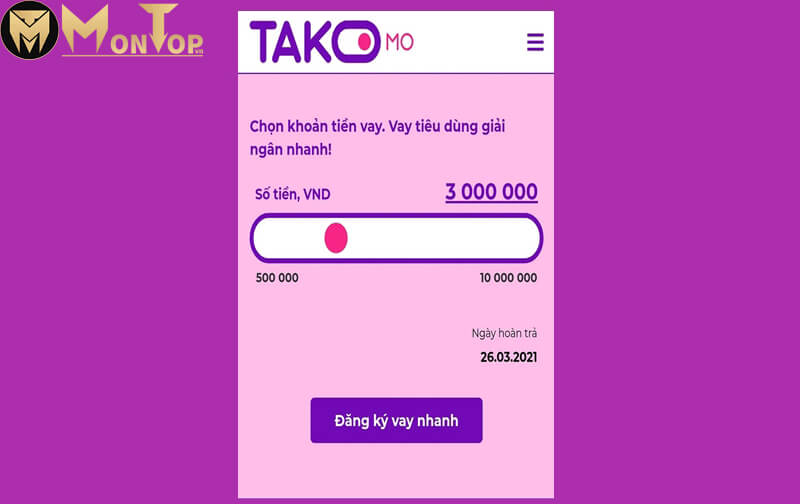 MONTOP.vn
TAKOMO
Chọn khoản tiền vay. Vay tiêu dùng giải
ngân nhanh!
Số tiền, VND
3 000 000
500 000
10 000 000
Ngày hoàn trả
26.03.2021
Đăng ký vay nhanh